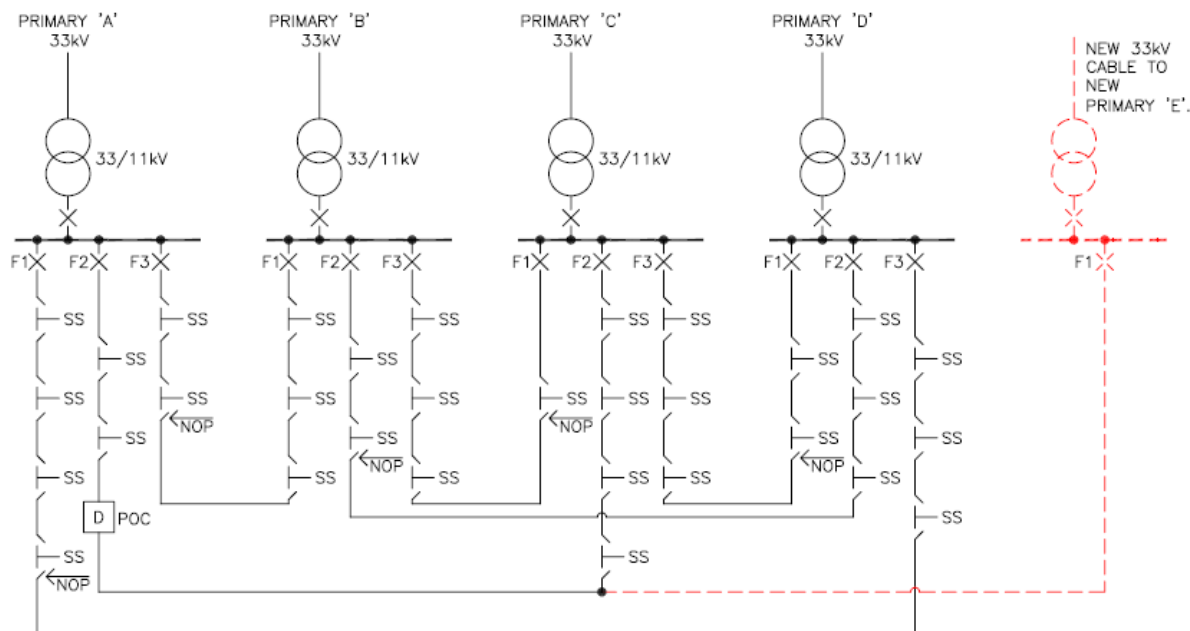 PRIMARY 'A'
33kV
PRIMARY 'B'
33kV
PRIMARY 'C'
33kV
PRIMARY 'D'
33kV
NEW 33kV
CABLE TO
NEW
PRIMARY 'E'.
33/11kV
33/11kV
33/11kV
33/11kV
F1 F2 F3
F1 F2 F3
F1 F2 F3
F1 F2 F3
F1
SS SS SS SS SS SS SS
SS SS SS SS
SS SS SS SS SS SS SS SS
NOP NOP
SS SS SS SS
NOP NOP
SS SS SS SS SS SS
D POC SS
SS SS
NOP